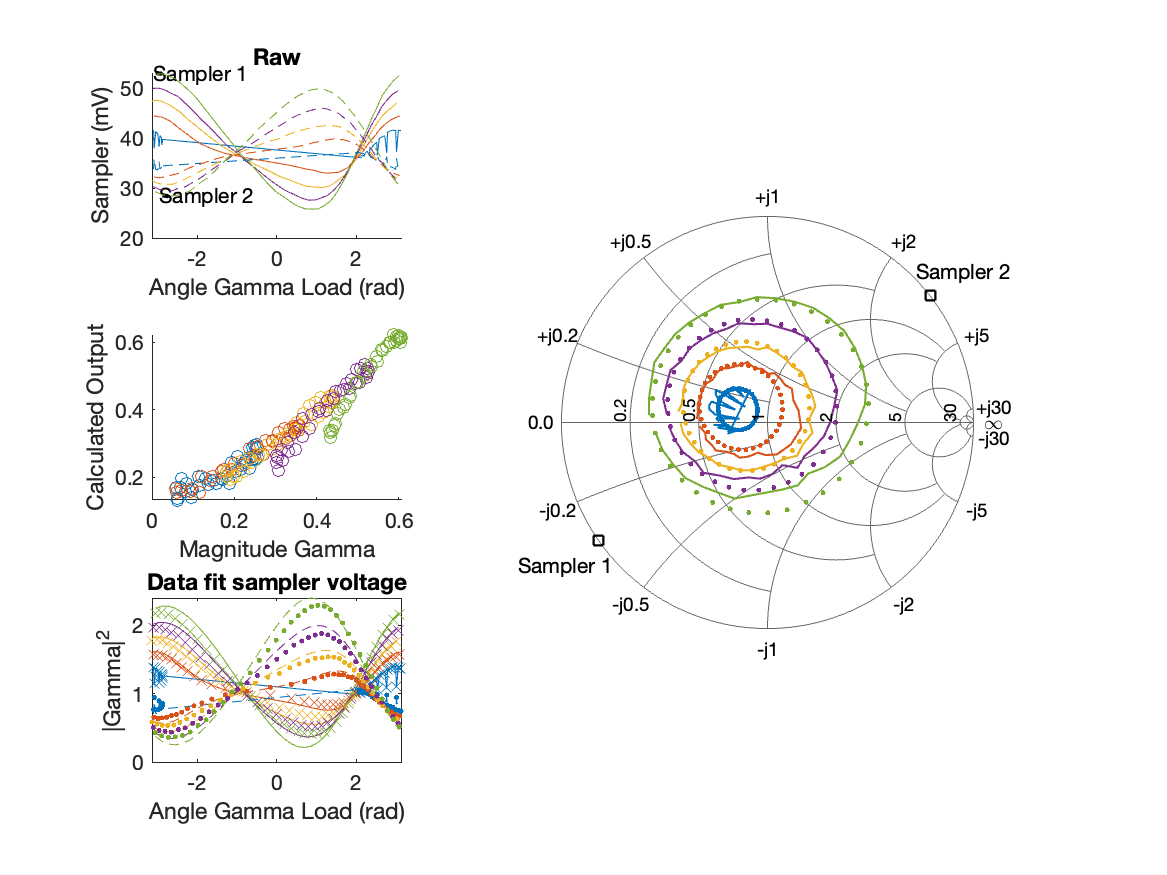 Raw
Sampler 1
50
40
30
20
Sampler (mV)
Sampler 2
-2
0
2
Angle Gamma Load (rad)
0.6
0.4
0.2
Calculated Output
0
0.2
0.4
0.6
Magnitude Gamma
Data fit sampler voltage
2
1
0
|Gamma|²
-2
0
2
Angle Gamma Load (rad)
+j1
+j0.5
+j2
Sampler 2
+j0.2
+j5
0.0
0.2
0.5
1
2
5
30
+j30
∞
-j30
-j0.2
-j5
Sampler 1
-j0.5
-j2
-j1